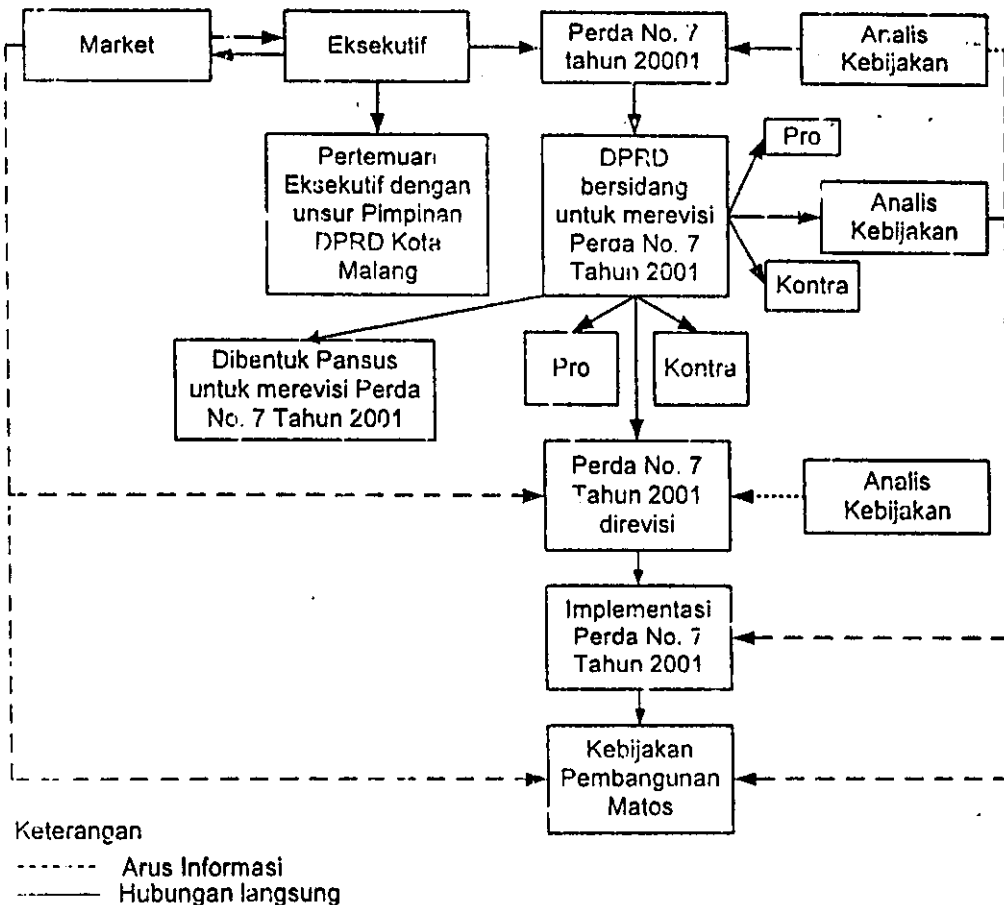 Market
Eksekutif
Perda No. 7
tahun 20001
Analis
Kebijakan
Pertemuan
Eksekutif dengan
unsur Pimpinan
DPRD Kota
Malang
DPRD
bersidang
untuk merevisi
Perda No. 7
Tahun 2001
Pro
Analis
Kebijakan
Kontra
Dibentuk Pansus
untuk merevisi Perda
No. 7 Tahun 2001
Pro
Kontra
Perda No. 7
Tahun 2001
direvisi
Analis
Kebijakan
Implementasi
Perda No. 7
Tahun 2001
Kebijakan
Pembangunan
Matos
Keterangan
Arus Informasi
Hubungan langsung